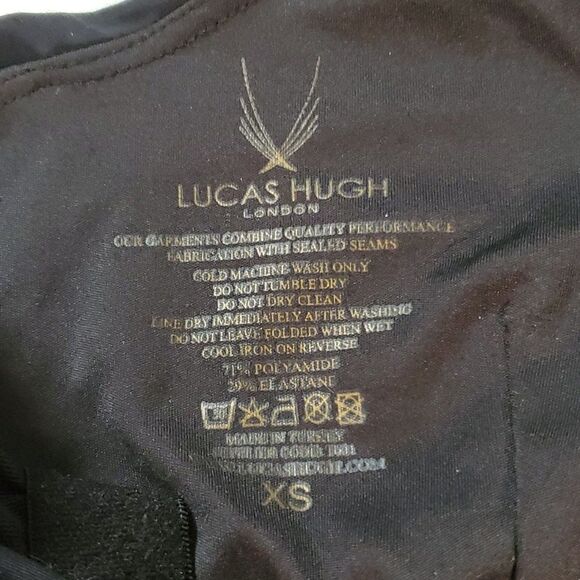 LUCAS HUGH
LONDON
OUR GARMENTS COMBINE QUALITY PERFORMANCE
FABRICATION WITH SEALED SEAMS
COLD MACHINE WASH ONLY
DO NOT TUMBLE DRY
DO NOT DRY CLEAN
LINE DRY IMMEDIATELY AFTER WASHING
DO NOT LEAVE FOLDED WHEN WET
COOL IRON ON REVERSE
71% POLYAMIDE
29% ELASTANE
30
MADE IN TURKEY
XS